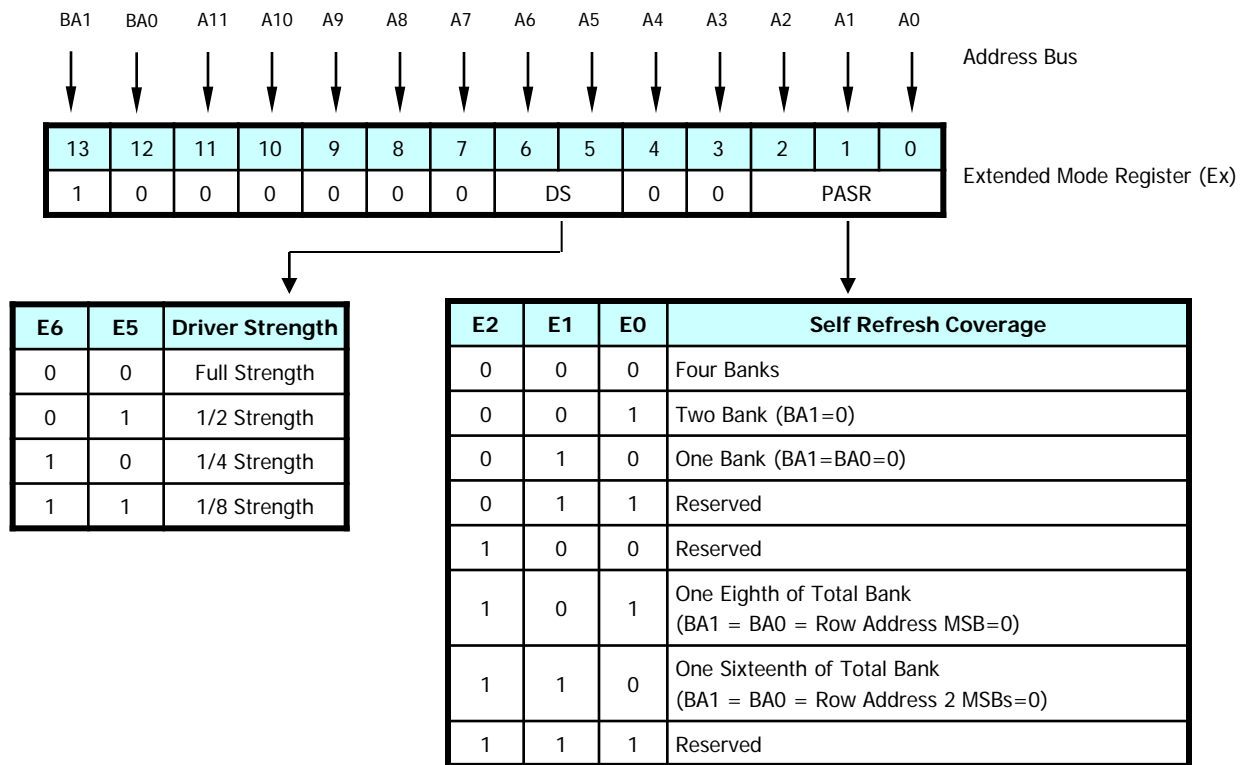 BA1 BA0 A11 A10 A9 A8 A7 A6 A5 A4 A3 A2 A1 A0
Address Bus
13 12 11 10 9 8 7 6 5 4 3 2 1 0
1 0 0 0 0 0 0 DS 0 0 PASR
Extended Mode Register (Ex)
E6 E5 Driver Strength
0 0 Full Strength
0 1 1/2 Strength
1 0 1/4 Strength
1 1 1/8 Strength
E2 E1 E0 Self Refresh Coverage
0 0 0 Four Banks
0 0 1 Two Bank (BA1=0)
0 1 0 One Bank (BA1=BA0=0)
0 1 1 Reserved
1 0 0 Reserved
1 0 1 One Eighth of Total Bank
(BA1 = BA0 = Row Address MSB=0)
1 1 0 One Sixteenth of Total Bank
(BA1 = BA0 = Row Address 2 MSBs=0)
1 1 1 Reserved